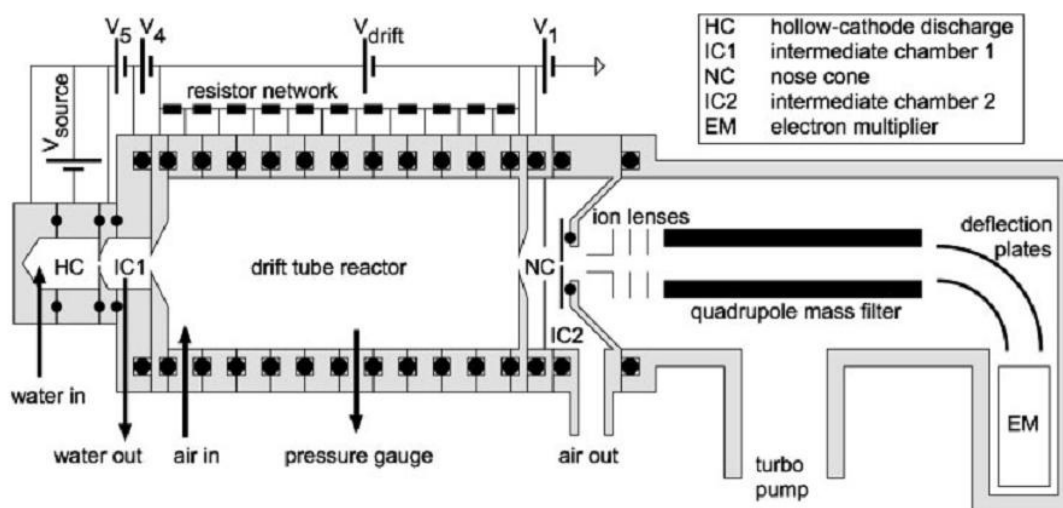 V5 V4 Vdrift V1
resistor network
Vsource
HC hollow-cathode discharge
IC1 intermediate chamber 1
NC nose cone
IC2 intermediate chamber 2
EM electron multiplier
HC IC1
drift tube reactor
NC
ion lenses
deflection
plates
quadrupole mass filter
IC2
water in
water out
air in
pressure gauge
air out
turbo
pump
EM